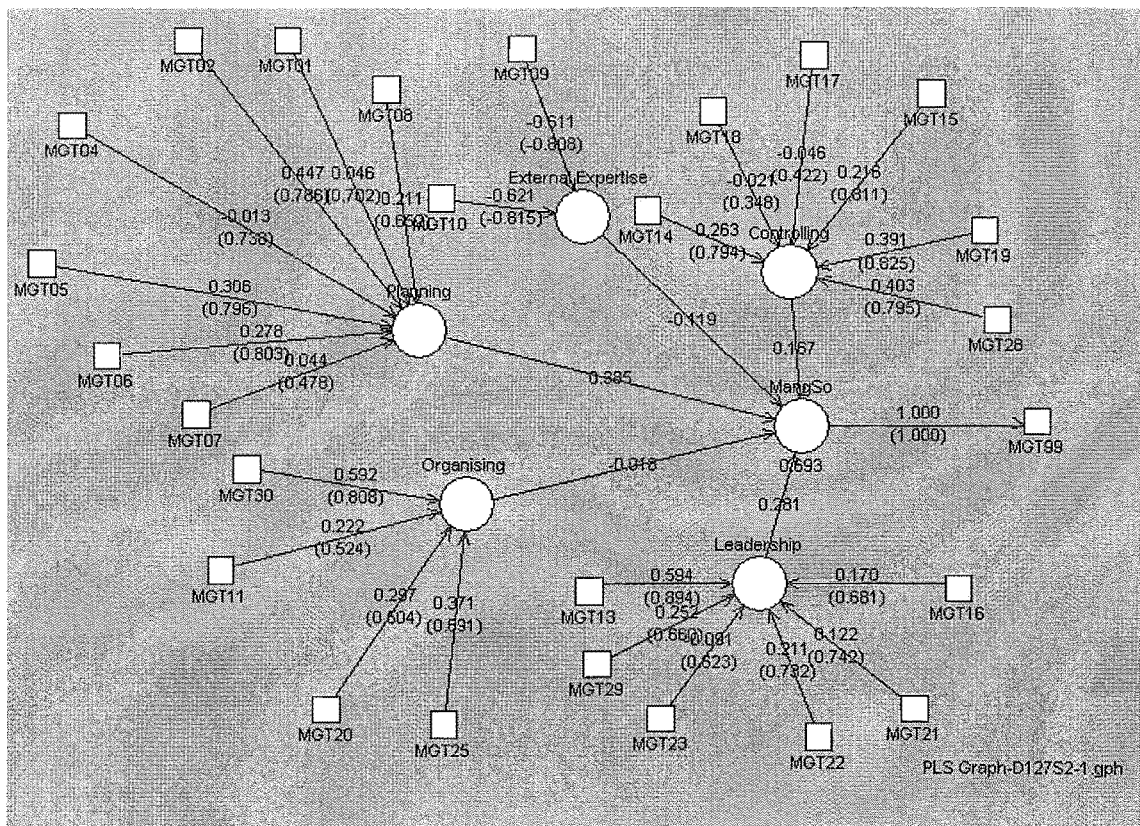 MGT02
MGT01
MGT09
MGT17
MGT08
MGT15
MGT18
MGT04
-0.611
(-0.808)
-0.046
(0.422)
0.447
(0.786)
0.046
(0.702)
External Expertise
-0.021
(0.348)
0.216
(0.811)
0.211
MGT10
-0.621
(-0.815)
-0.013
(0.738)
MGT14
0.263
(0.794)
Controlling
0.391
(0.825)
MGT19
MGT05
0.306
(0.796)
Planning
0.403
(0.795)
MGT28
0.278
(0.803)
MGT06
-0.119
0.167
0.044
(0.478)
MGT07
0.385
MangSo
1.000
(1.000)
MGT99
0.693
Organising
-0.018
MGT30
0.592
(0.808)
0.281
0.222
(0.524)
MGT11
Leadership
0.297
(0.504)
0.371
(0.691)
MGT13
0.594
(0.894)
0.170
(0.681)
MGT16
0.252
(0.660)
0.091
(0.523)
0.211
(0.732)
0.122
(0.742)
MGT29
MGT20
MGT25
MGT23
MGT22
MGT21
PLS Graph-D127S2-1.gph